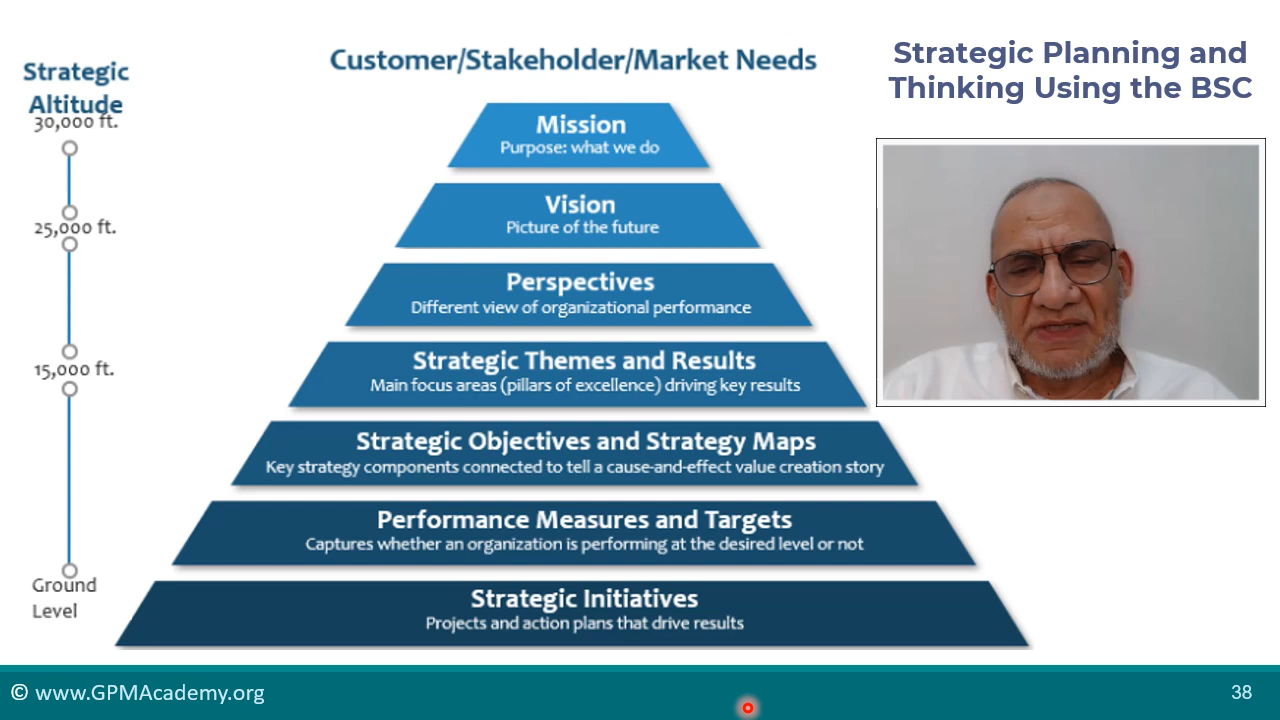 Strategic Planning and
Thinking Using the BSC
Customer/Stakeholder/Market Needs
Strategic
Altitude
30,000 ft.
25,000 ft.
15,000 ft.
Ground
Level
Mission
Purpose: what we do
Vision
Picture of the future
Perspectives
Different view of organizational performance
Strategic Themes and Results
Main focus areas (pillars of excellence) driving key results
Strategic Objectives and Strategy Maps
Key strategy components connected to tell a cause-and-effect value creation story
Performance Measures and Targets
Captures whether an organization is performing at the desired level or not
Strategic Initiatives
Projects and action plans that drive results
© www.GPMAcademy.org
38